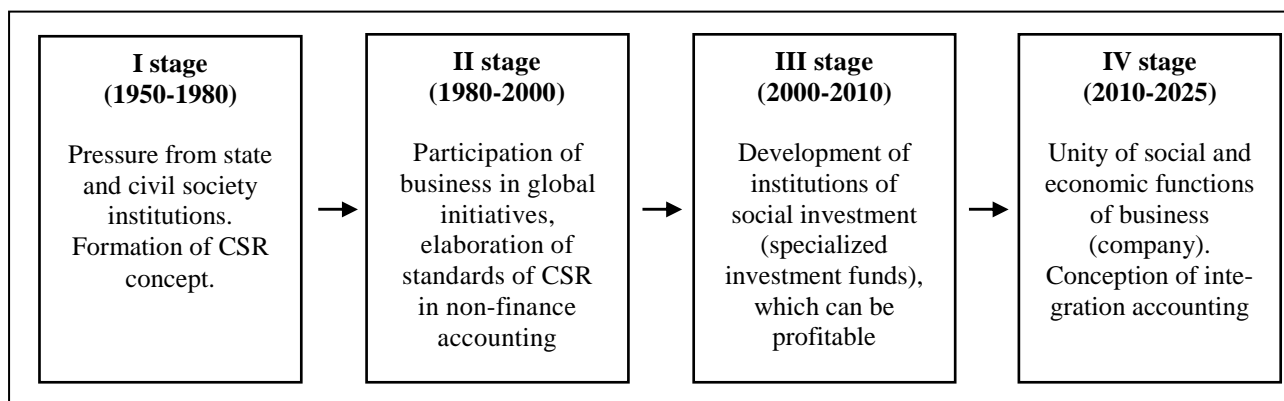 I stage
(1950-1980)
Pressure from state
and civil society
institutions.
Formation of CSR
concept.
II stage
(1980-2000)
Participation of
business in global
initiatives,
elaboration of
standards of CSR
in non-finance
accounting
III stage
(2000-2010)
Development of
institutions of
social investment
(specialized
investment funds),
which can be
profitable
IV stage
(2010-2025)
Unity of social and
economic functions
of business
(company).
Conception of inte-
gration accounting